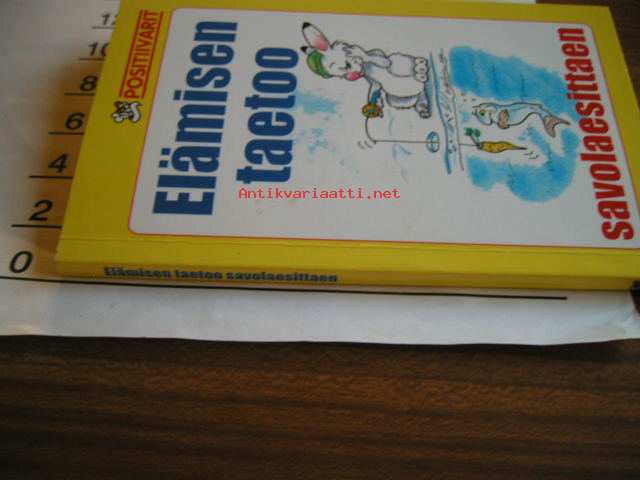 POSITIIVARIT
Elämisen
taetoo
savolaesittaen
Elämisen taetoo savolaesittaen
Antikvariaatti.net
10
8
6
4
2
0